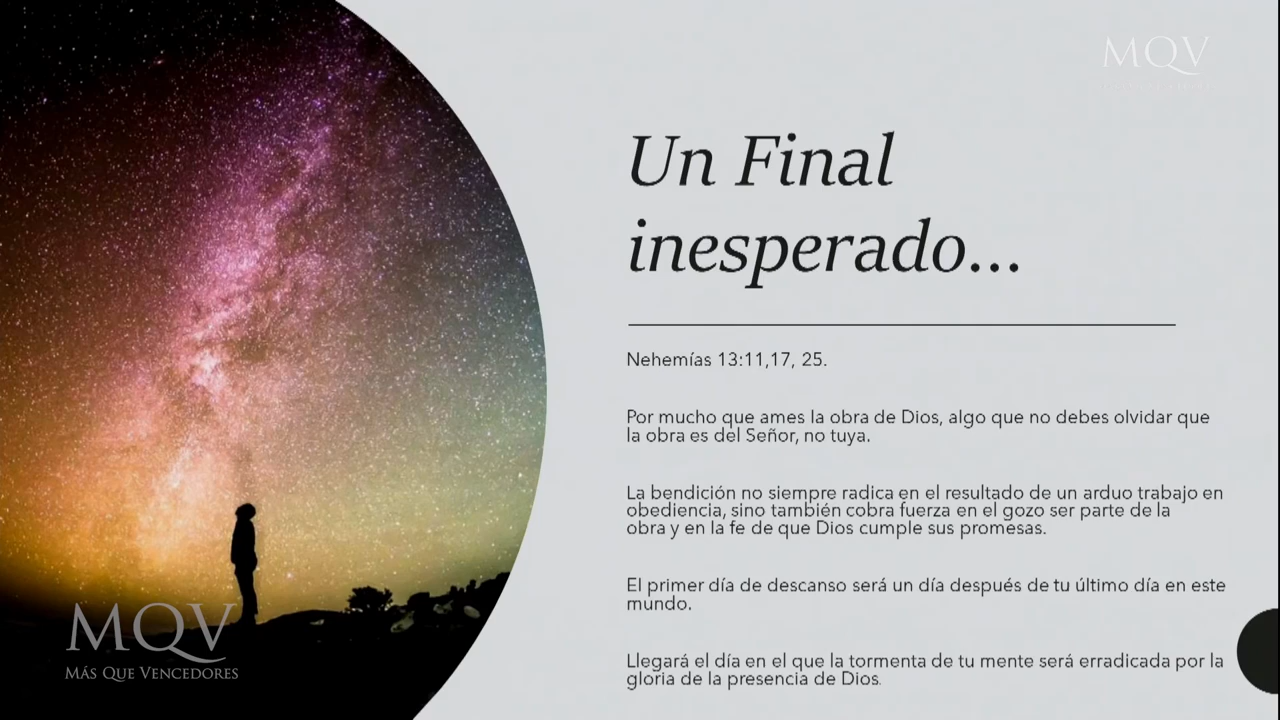 MQV
Un Final
inesperado...
Nehemías 13:11,17, 25.
Por mucho que ames la obra de Dios, algo que no debes olvidar que
la obra es del Señor, no tuya.
La bendición no siempre radica en el resultado de un arduo trabajo en
obediencia, sino también cobra fuerza en el gozo ser parte de la
obra y en la fe de que Dios cumple sus promesas.
El primer día de descanso será un día después de tu último día en este
mundo.
Llegará el día en el que la tormenta de tu mente será erradicada por la
gloria de la presencia de Dios.
MQV
MÁS QUE VENCEDORES